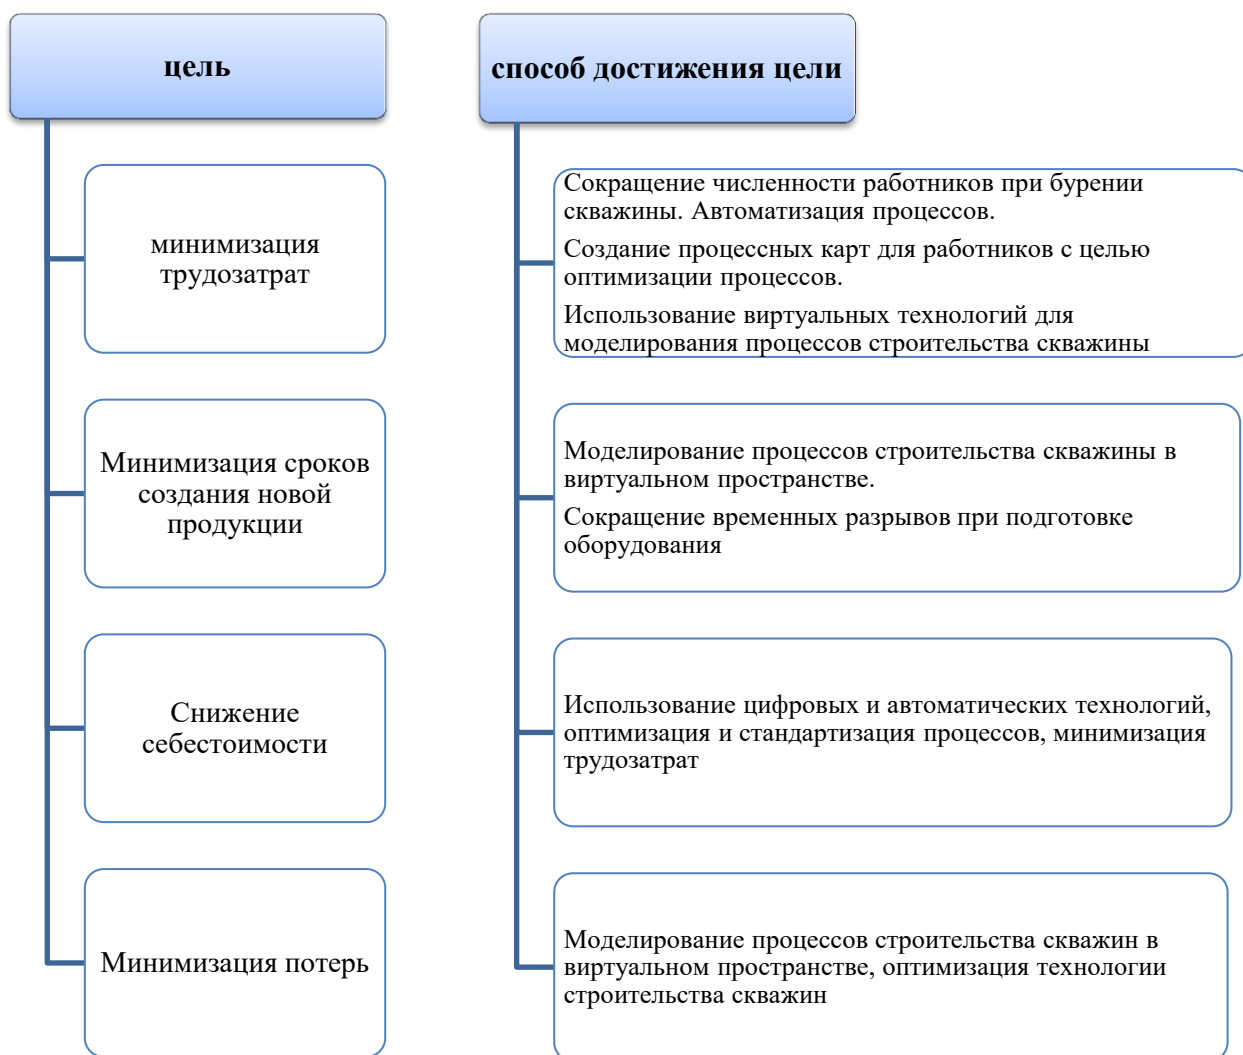 цель
способ достижения цели
минимизация
трудозатрат
Сокращение численности работников при бурении
скважины. Автоматизация процессов.
Создание процессных карт для работников с целью
оптимизации процессов.
Использование виртуальных технологий для
моделирования процессов строительства скважины
Минимизация сроков
создания новой
продукции
Моделирование процессов строительства скважины в
виртуальном пространстве.
Сокращение временных разрывов при подготовке
оборудования
Снижение
себестоимости
Использование цифровых и автоматических технологий,
оптимизация и стандартизация процессов, минимизация
трудозатрат
Минимизация потерь
Моделирование процессов строительства скважин в
виртуальном пространстве, оптимизация технологии
строительства скважин